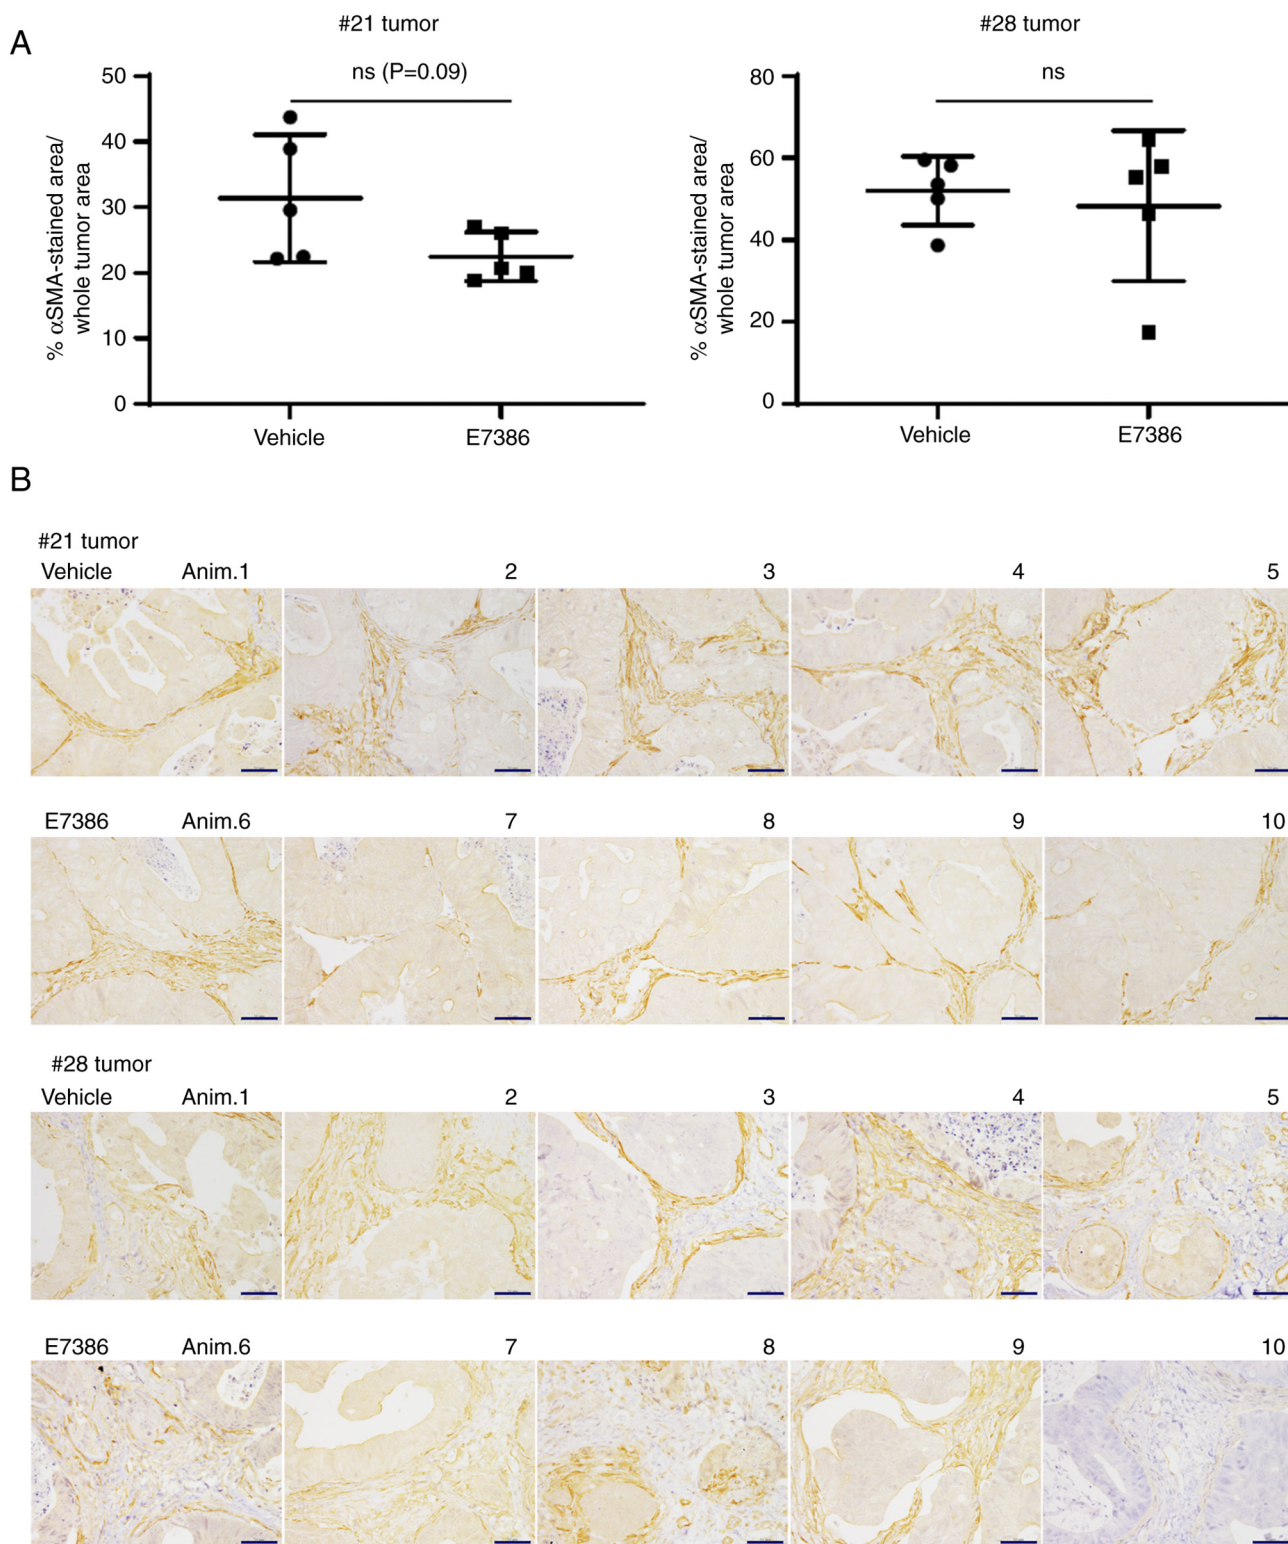 A
#21 tumor
ns (P=0.09)
% αSMA-stained area/
whole tumor area
50
40
30
20
10
0
Vehicle
E7386
#28 tumor
ns
% αSMA-stained area/
whole tumor area
80
60
40
20
0
Vehicle
E7386
B
#21 tumor
Vehicle Anim.1 2 3 4 5
E7386 Anim.6 7 8 9 10
#28 tumor
Vehicle Anim.1 2 3 4 5
E7386 Anim.6 7 8 9 10